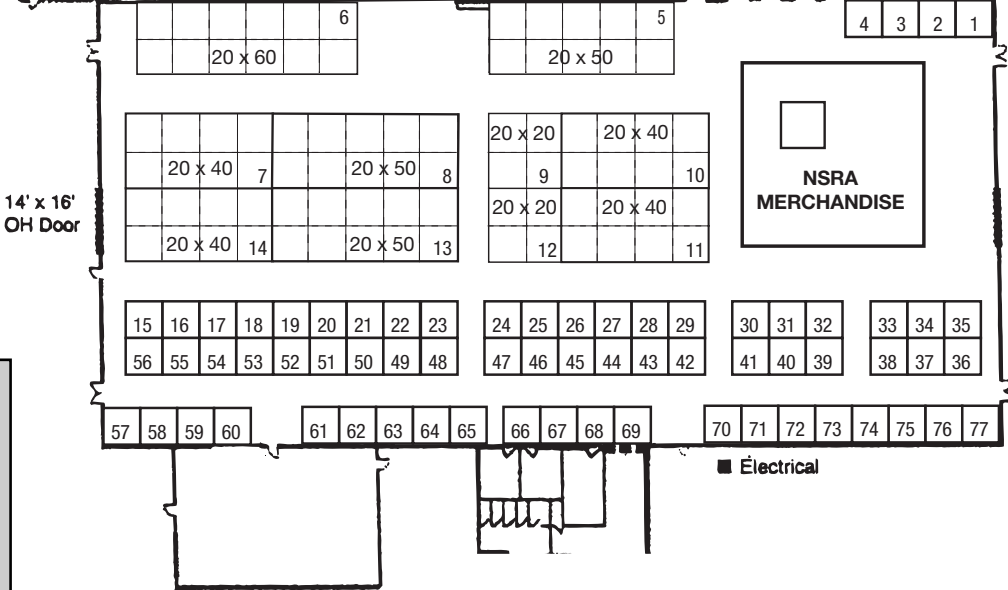 6 5 4 3 2 1
20 x 60 20 x 50
20 x 20 20 x 40
20 x 40 7 20 x 50 8 9 10
NSRA
14' x 16' 20 x 20 20 x 40 MERCHANDISE
OH Door
20 x 40 14 20 x 50 13 12 11
15 16 17 18 19 20 21 22 23 24 25 26 27 28 29 30 31 32 33 34 35
56 55 54 53 52 51 50 49 48 47 46 45 44 43 42 41 40 39 38 37 36
57 58 59 60 61 62 63 64 65 66 67 68 69 70 71 72 73 74 75 76 77
Electrical